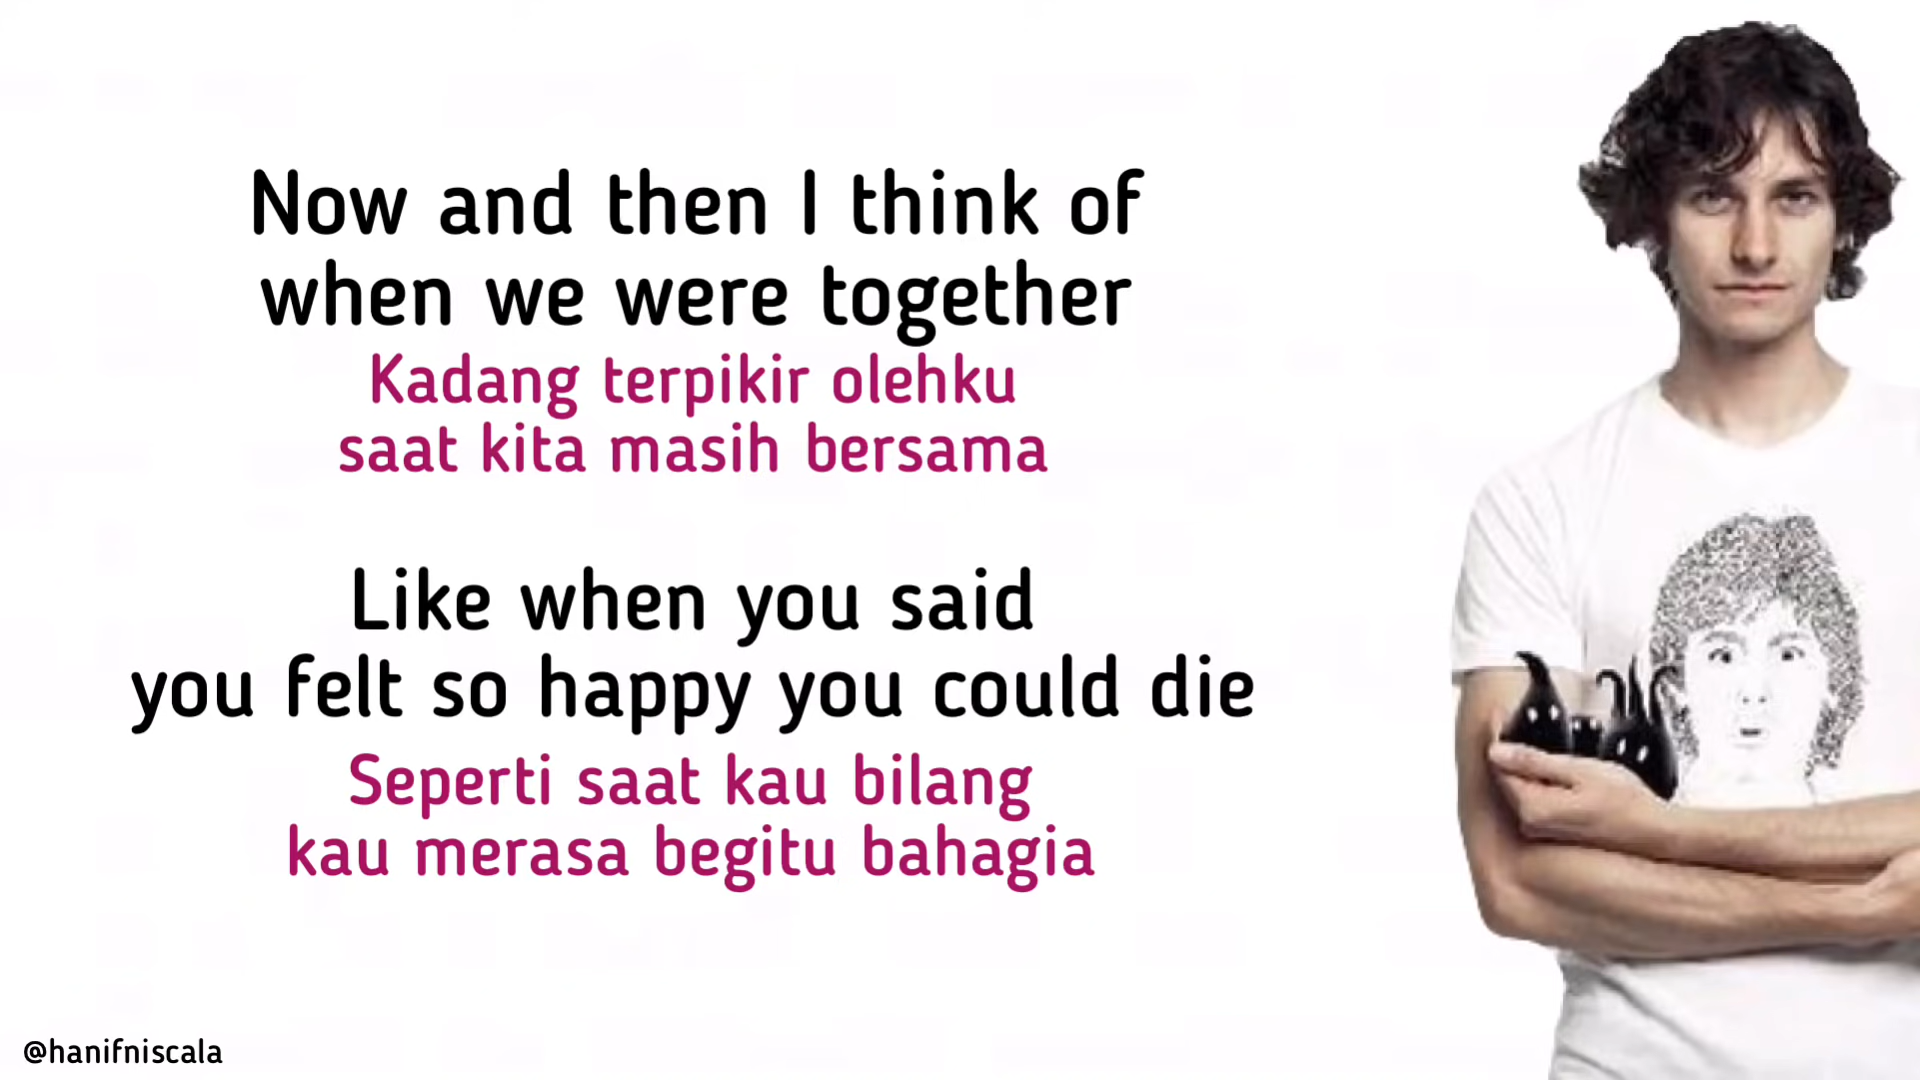 Now and then I think of
when we were together
Kadang terpikir olehku
saat kita masih bersama
Like when you said
you felt so happy you could die
Seperti saat kau bilang
kau merasa begitu bahagia
@hanifniscala